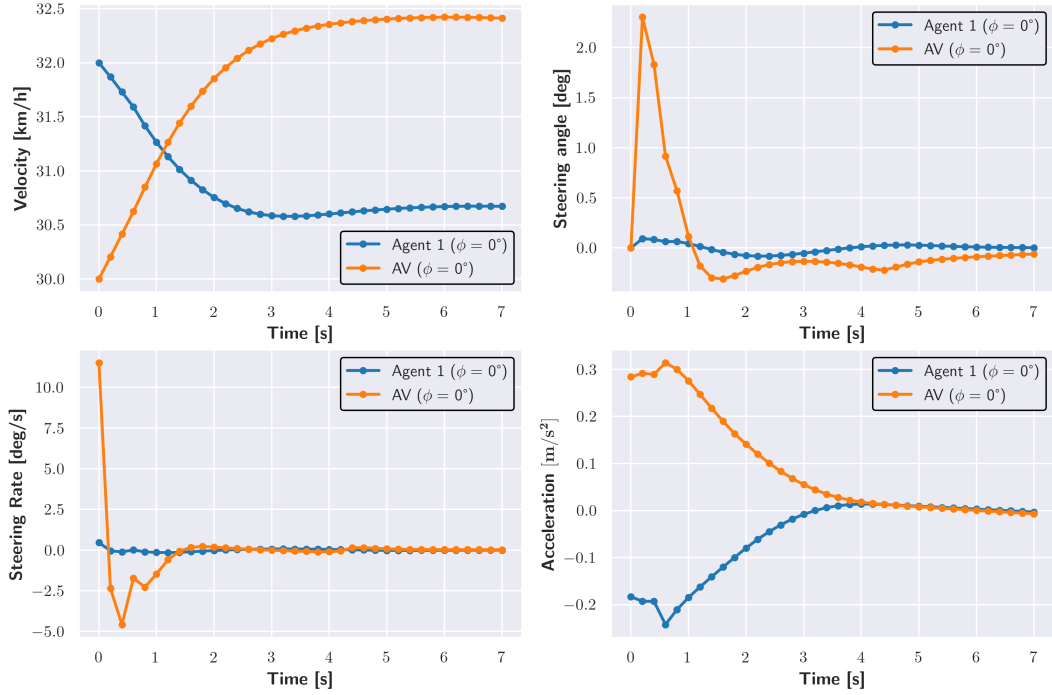 Velocity [km/h]
32.5
32.0
31.5
31.0
30.5
30.0
Agent 1 (ϕ = 0°)
AV (ϕ = 0°)
0 1 2 3 4 5 6 7
Time [s]
Steering angle [deg]
2.0
1.5
1.0
0.5
0.0
Agent 1 (ϕ = 0°)
AV (ϕ = 0°)
0 1 2 3 4 5 6 7
Time [s]
Steering Rate [deg/s]
10.0
7.5
5.0
2.5
0.0
−2.5
−5.0
Agent 1 (ϕ = 0°)
AV (ϕ = 0°)
0 1 2 3 4 5 6 7
Time [s]
Acceleration [m/s²]
0.3
0.2
0.1
0.0
−0.1
−0.2
Agent 1 (ϕ = 0°)
AV (ϕ = 0°)
0 1 2 3 4 5 6 7
Time [s]